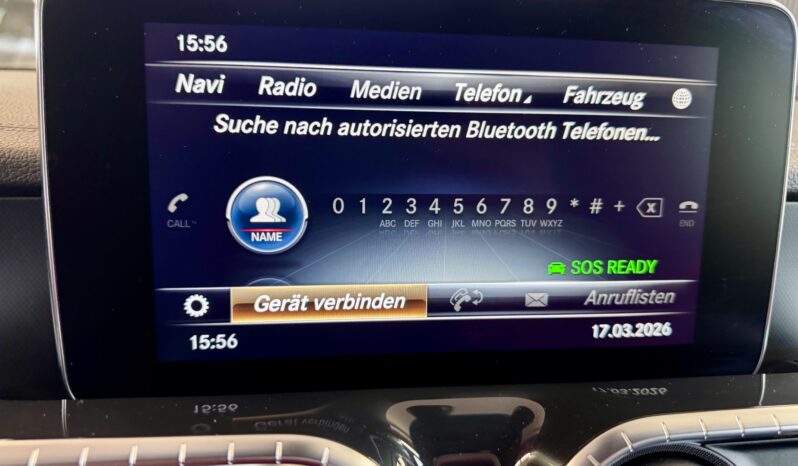 15:56
Navi Radio Medien Telefon Fahrzeug
Suche nach autorisierten Bluetooth Telefonen...
0 1 2 3 4 5 6 7 8 9 * # +
CALL ABC DEF GHI JKL MNO PQRS TUV WXYZ END
NAME
SOS READY
Gerät verbinden Anruflisten
15:56 17.03.2026